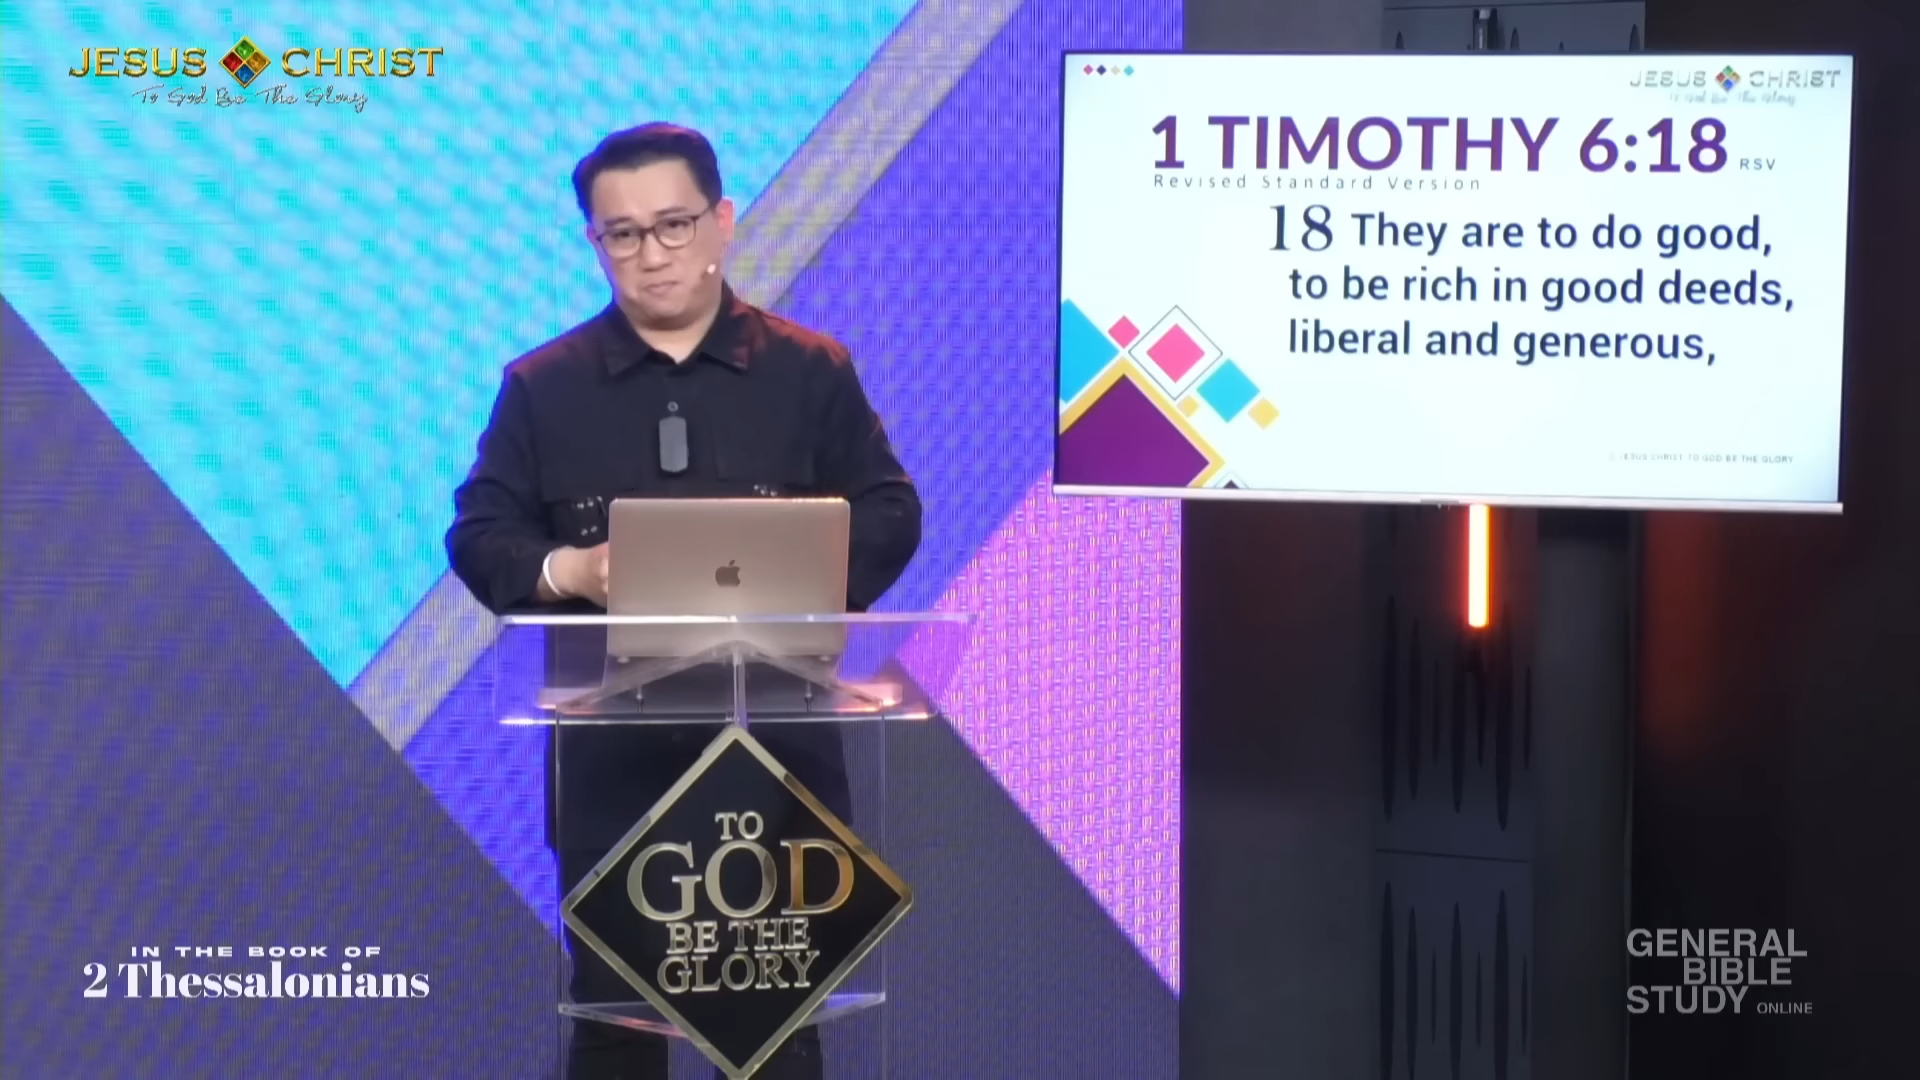 JESUS CHRIST
To God Be The Glory
JESUS CHRIST
To God Be The Glory
1 TIMOTHY 6:18 RSV
Revised Standard Version
18 They are to do good,
to be rich in good deeds,
liberal and generous,
JESUS CHRIST TO GOD BE THE GLORY
TO
GOD
BE THE
GLORY
IN THE BOOK OF
2 Thessalonians
GENERAL
BIBLE
STUDY ONLINE